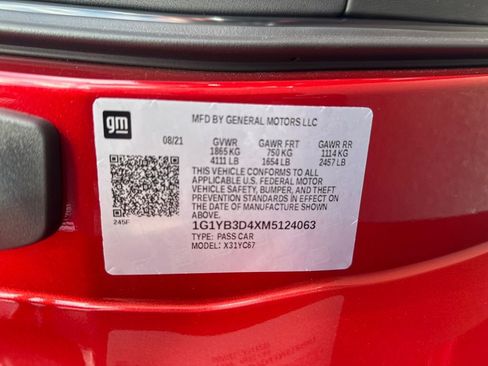 gm
MFD BY GENERAL MOTORS LLC
08/21 GVWR GAWR FRT GAWR RR
1865 KG 750 KG 1114 KG
4111 LB 1654 LB 2457 LB
THIS VEHICLE CONFORMS TO ALL
APPLICABLE U.S. FEDERAL MOTOR
VEHICLE SAFETY, BUMPER, AND THEFT
PREVENTION STANDARDS IN EFFECT ON
THE DATE OF MANUFACTURE SHOWN
ABOVE.
245F
1G1YB3D4XM5124063
TYPE: PASS CAR
MODEL: X31YC67